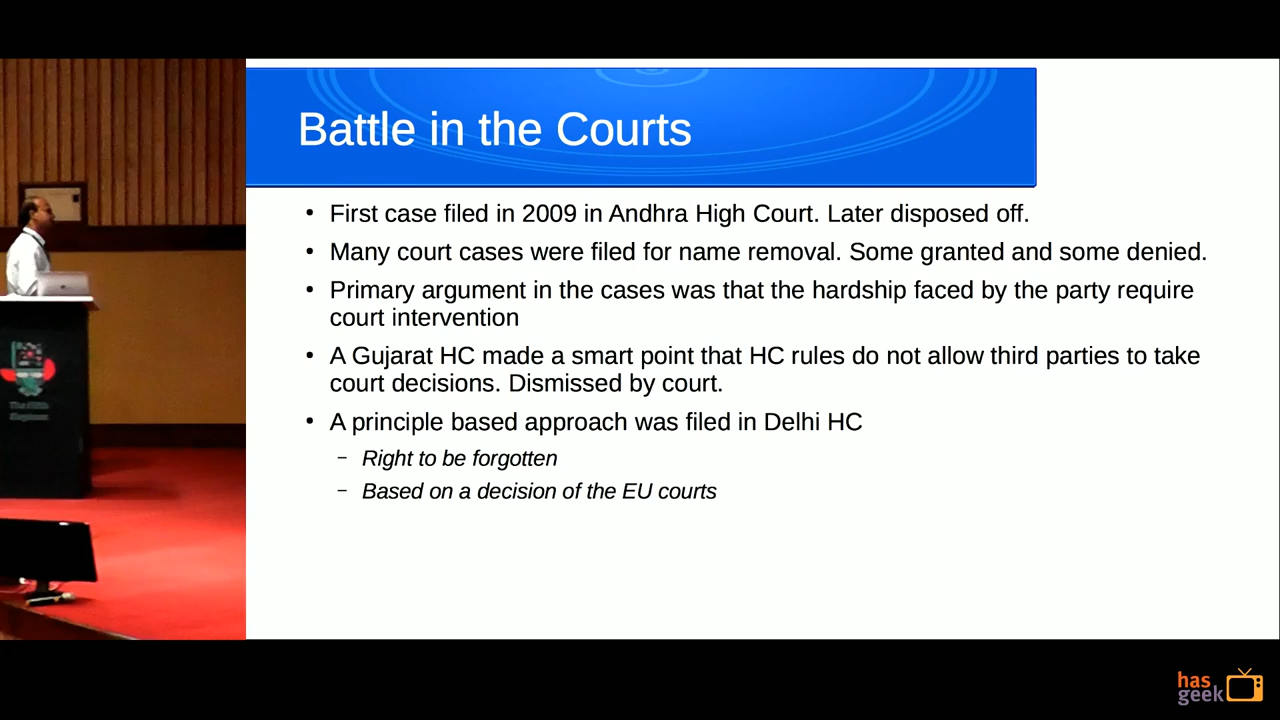 Battle in the Courts
• First case filed in 2009 in Andhra High Court. Later disposed off.
• Many court cases were filed for name removal. Some granted and some denied.
• Primary argument in the cases was that the hardship faced by the party require
court intervention
• A Gujarat HC made a smart point that HC rules do not allow third parties to take
court decisions. Dismissed by court.
• A principle based approach was filed in Delhi HC
– Right to be forgotten
– Based on a decision of the EU courts
The Fifth
Elephant
has
geek